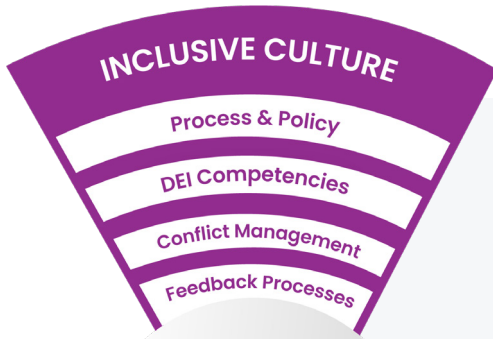 INCLUSIVE CULTURE
Process & Policy
DEI Competencies
Conflict Management
Feedback Processes